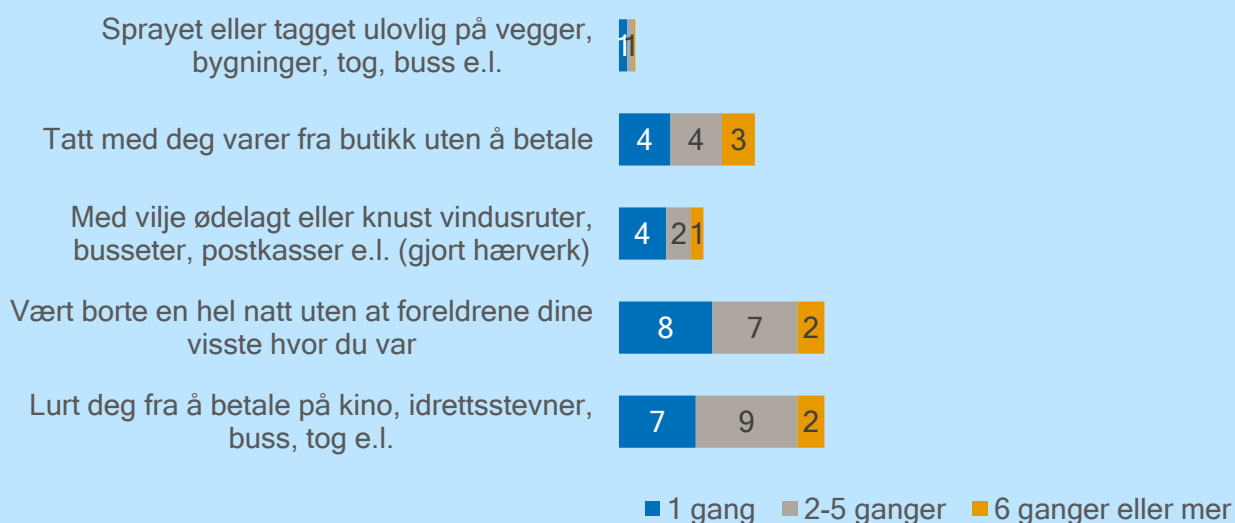 Sprayet eller tagget ulovlig på vegger,
bygninger, tog, buss e.l.
1 1
Tatt med deg varer fra butikk uten å betale
4 4 3
Med vilje ødelagt eller knust vindusruter,
busseter, postkasser e.l. (gjort hærverk)
4 2 1
Vært borte en hel natt uten at foreldrene dine
visste hvor du var
8 7 2
Lurt deg fra å betale på kino, idrettsstevner,
buss, tog e.l.
7 9 2
1 gang 2-5 ganger 6 ganger eller mer